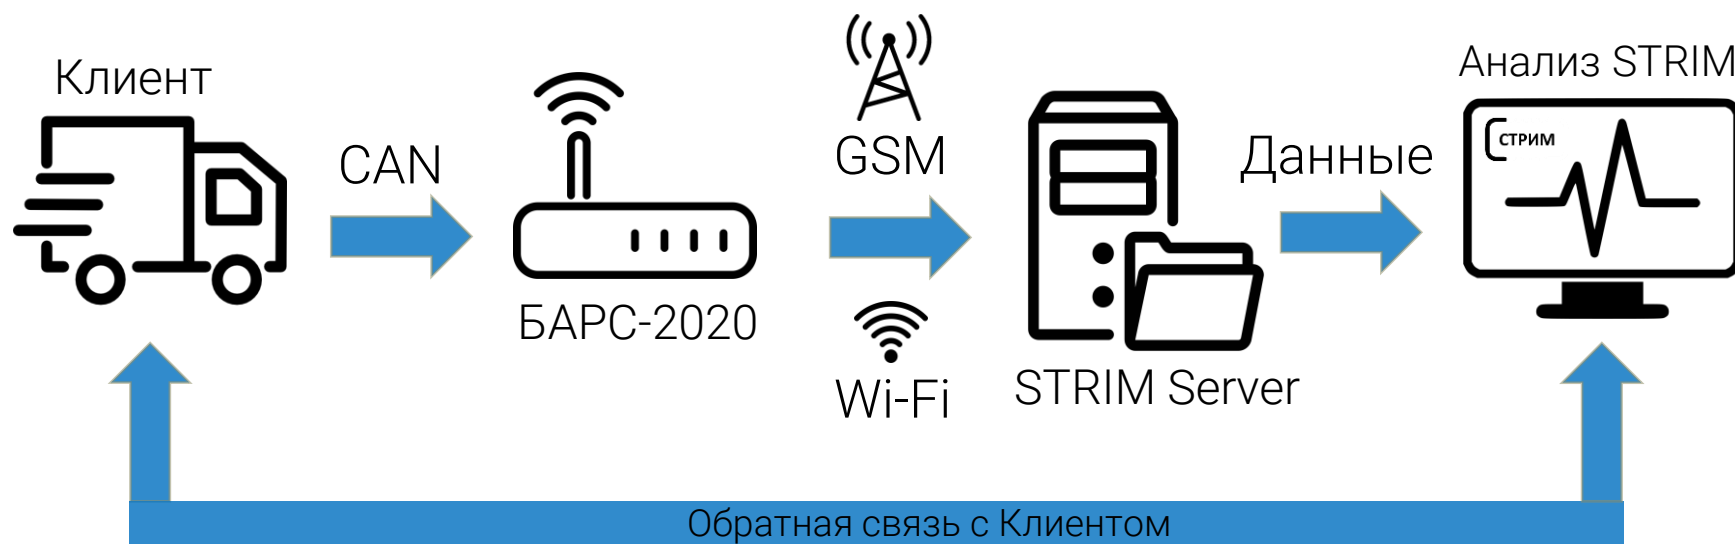 Клиент
CAN
БАРС-2020
GSM
Wi-Fi
STRIM Server
Данные
Анализ STRIM
СТРИМ
Обратная связь с Клиентом